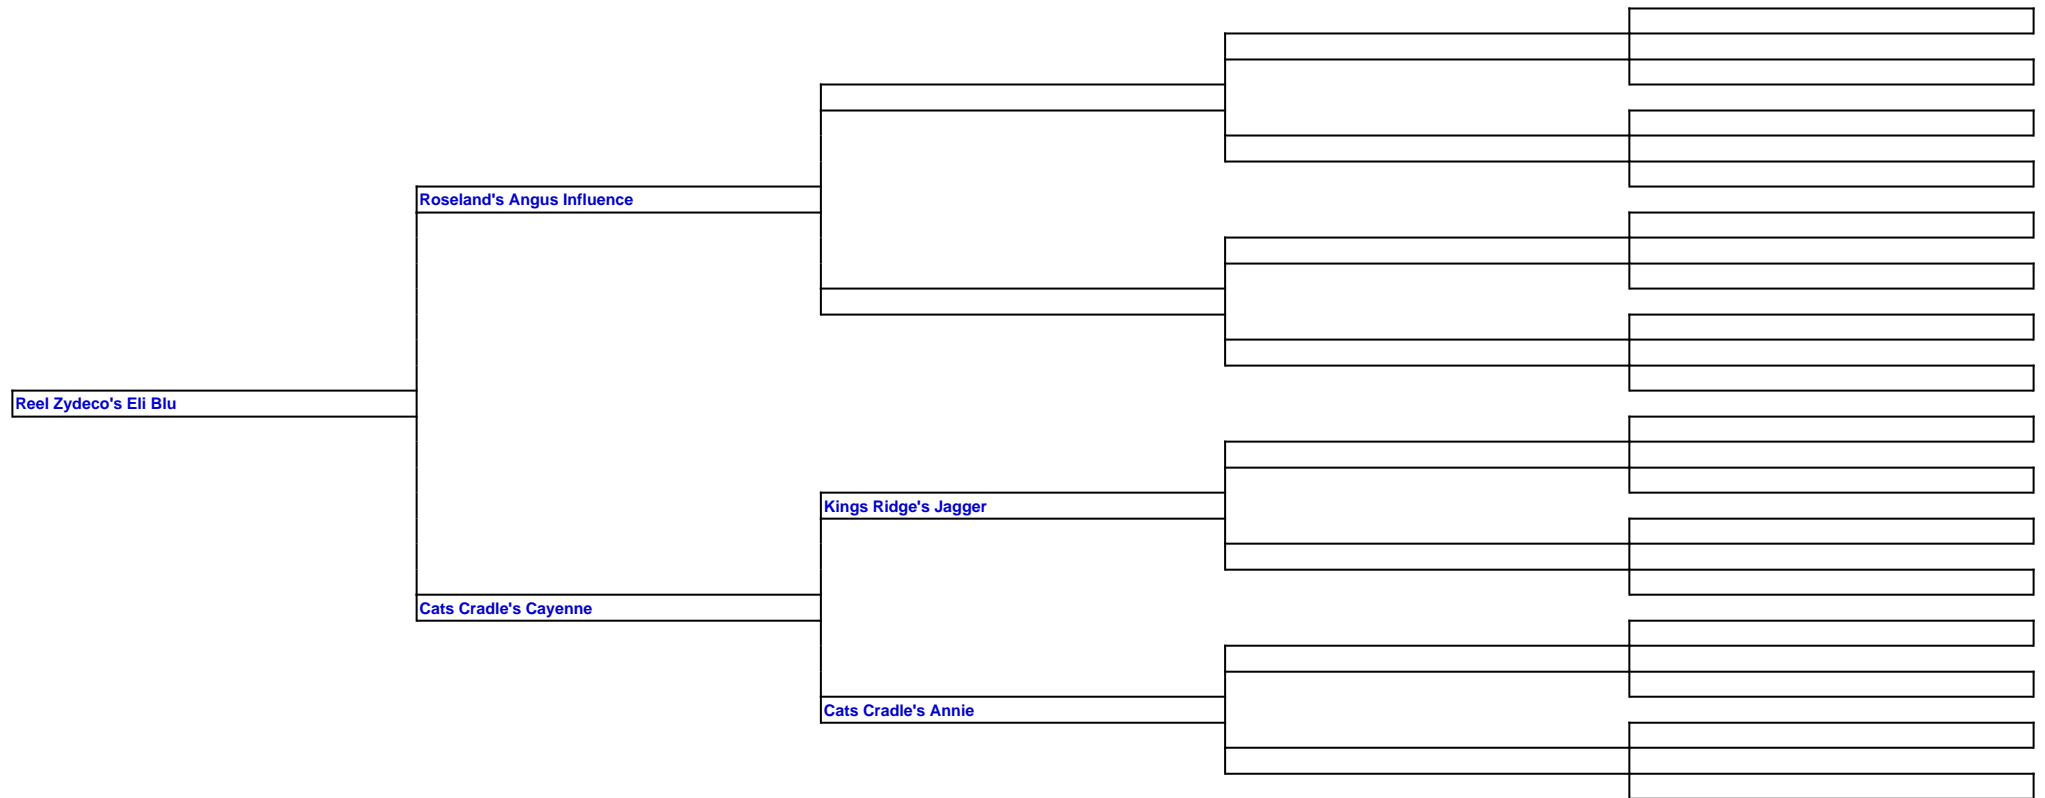 Roseland's Angus Influence
Reel Zydeco's Eli Blu
Kings Ridge's Jagger
Cats Cradle's Cayenne
Cats Cradle's Annie